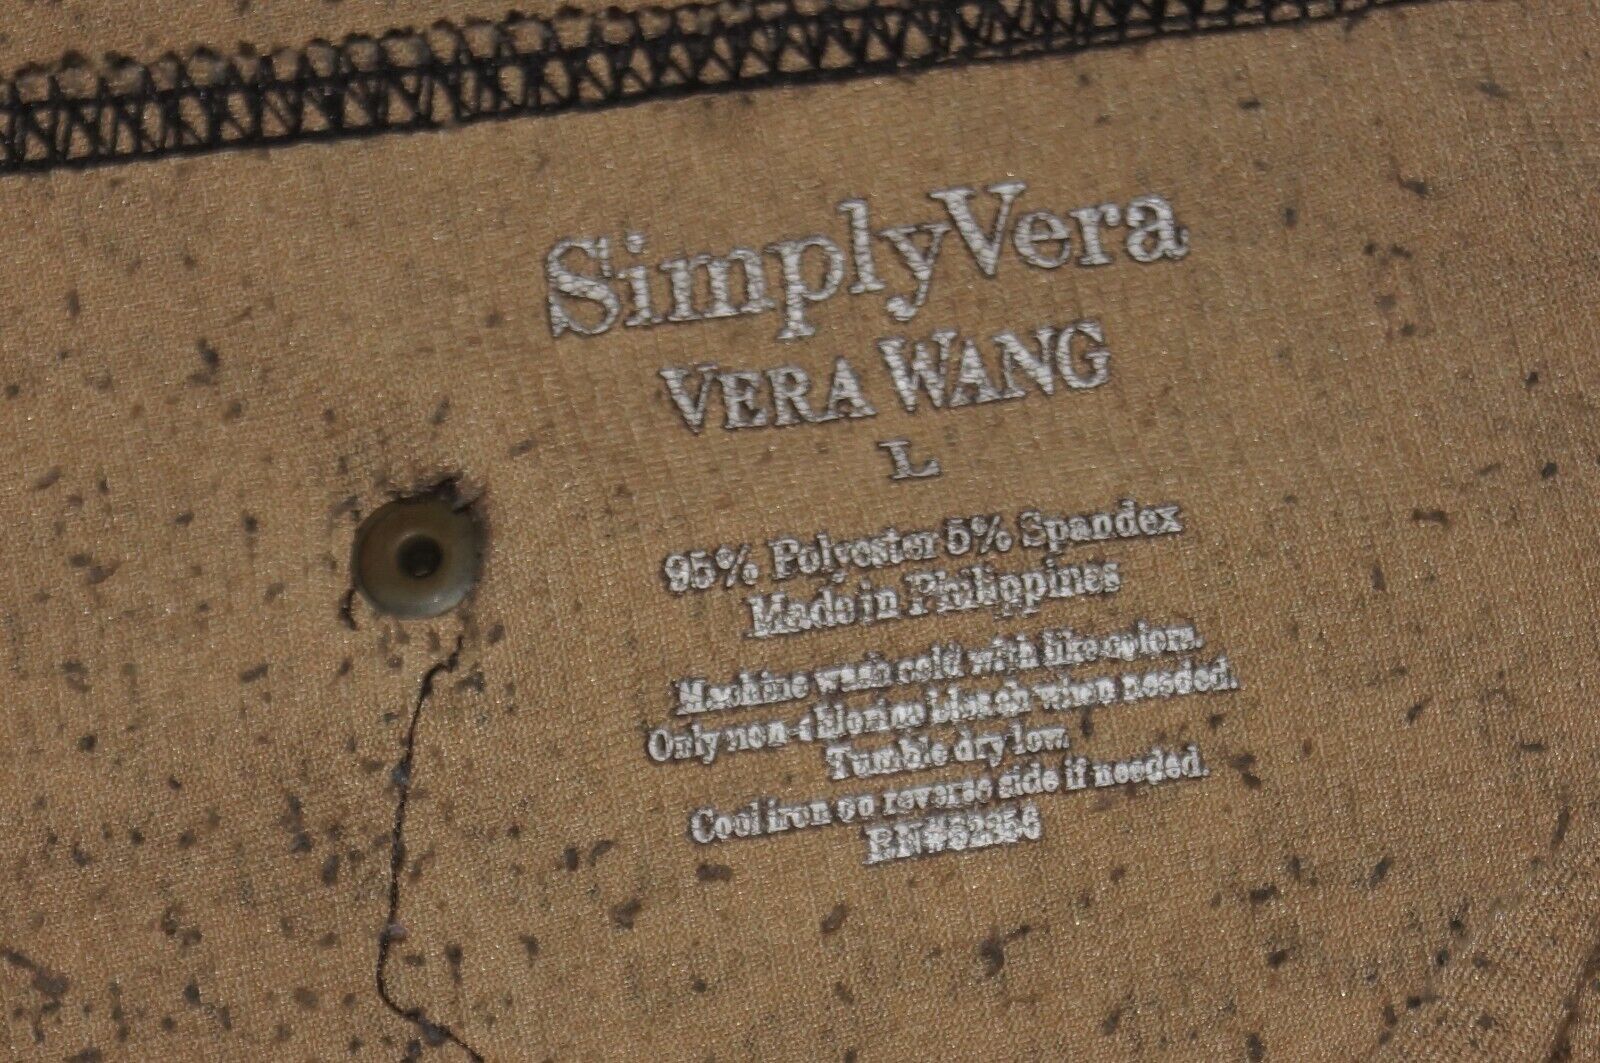 SimplyVera
VERA WANG
L
95% Polyester 5% Spandex
Made in Philippines
Machine wash cold with like colors.
Only non-chlorine bleach when needed.
Tumble dry low.
Cool iron on reverse side if needed.
RN#